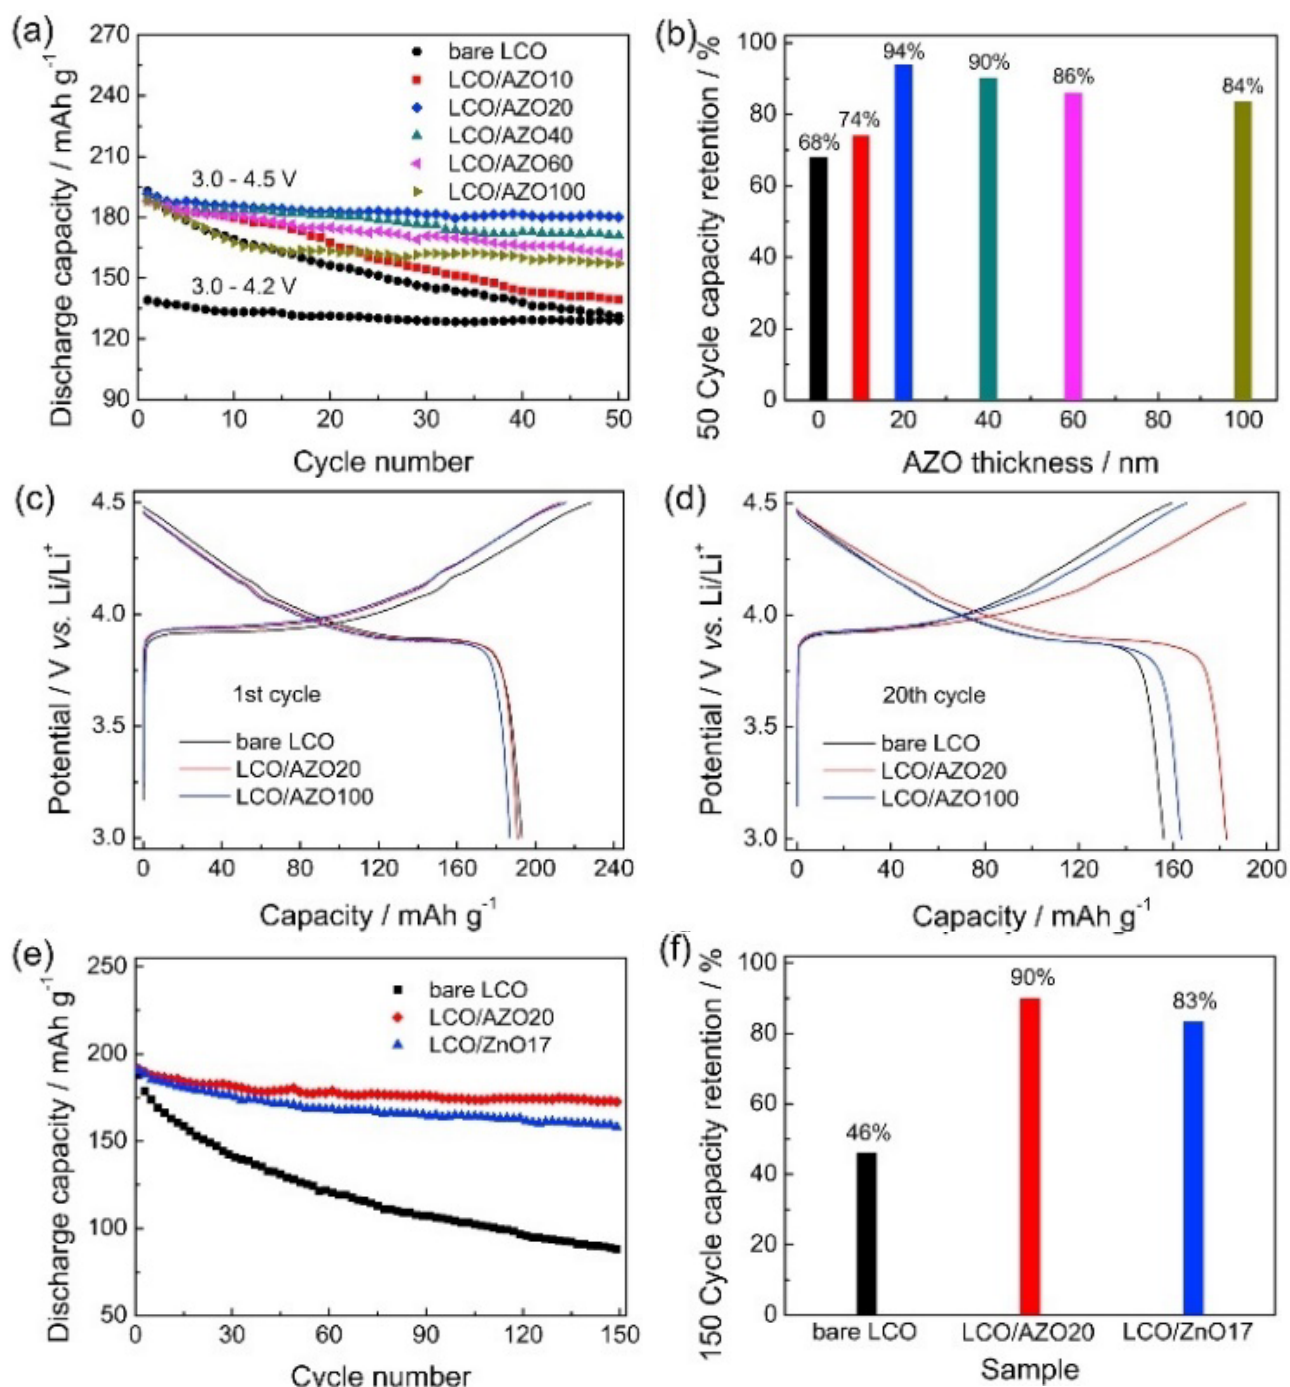 (a)
270
240
210
180
150
120
90
0
10
20
30
40
50
Discharge capacity / mAh g⁻¹
Cycle number
bare LCO
LCO/AZO10
LCO/AZO20
LCO/AZO40
LCO/AZO60
LCO/AZO100
3.0 - 4.5 V
3.0 - 4.2 V
(b)
50 Cycle capacity retention / %
100
80
60
40
20
0
68%
74%
94%
90%
86%
84%
0
20
40
60
80
100
AZO thickness / nm
(c)
Potential / V vs. Li/Li⁺
4.5
4.0
3.5
3.0
1st cycle
bare LCO
LCO/AZO20
LCO/AZO100
0
40
80
120
160
200
240
Capacity / mAh g⁻¹
(d)
Potential / V vs. Li/Li⁺
4.5
4.0
3.5
3.0
20th cycle
bare LCO
LCO/AZO20
LCO/AZO100
0
40
80
120
160
200
Capacity / mAh g⁻¹
(e)
Discharge capacity / mAh g⁻¹
250
200
150
100
50
bare LCO
LCO/AZO20
LCO/ZnO17
0
30
60
90
120
150
Cycle number
(f)
150 Cycle capacity retention / %
100
80
60
40
20
0
46%
90%
83%
bare LCO
LCO/AZO20
LCO/ZnO17
Sample